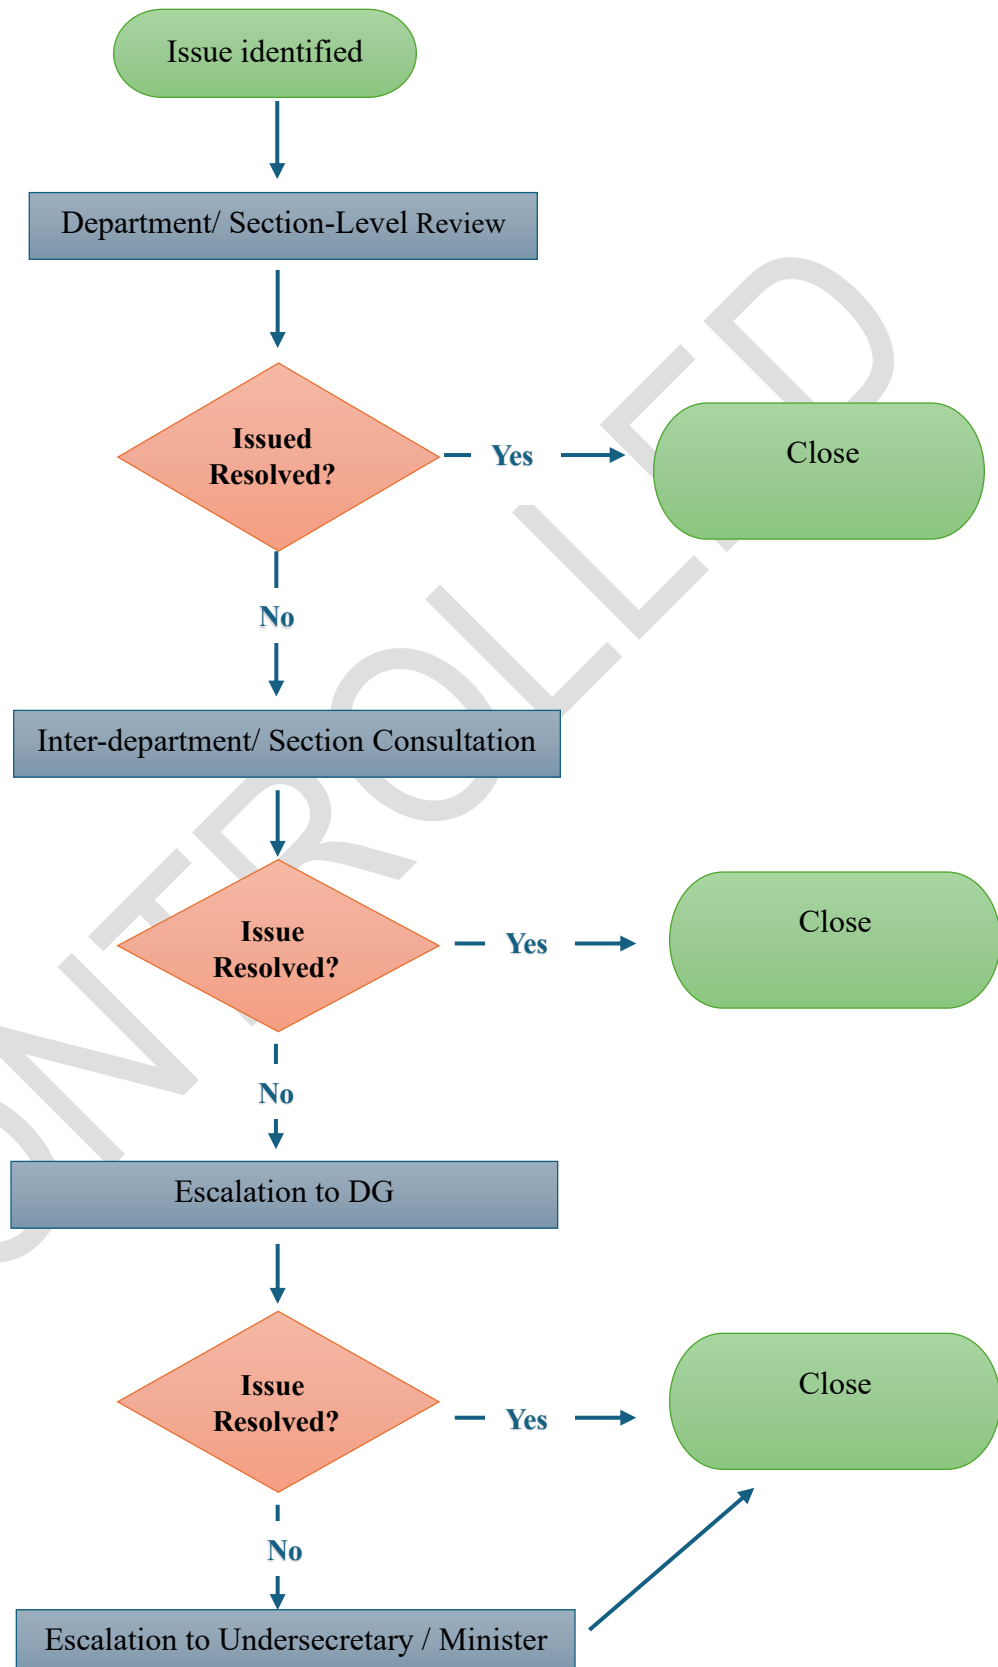 Issue identified
Department/ Section-Level Review
Issued
Resolved?
Yes
Close
No
Inter-department/ Section Consultation
Issue
Resolved?
Yes
Close
No
Escalation to DG
Issue
Resolved?
Yes
Close
No
Escalation to Undersecretary / Minister
ONTROLLED